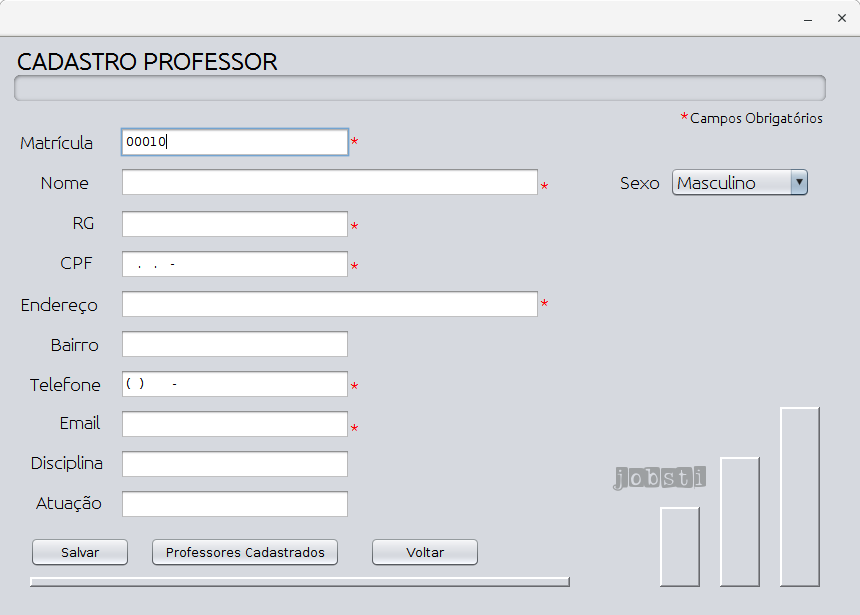 CADASTRO PROFESSOR
*Campos Obrigatórios
Matrícula 00010 *
Nome * Sexo Masculino
RG *
CPF . . - *
Endereço *
Bairro
Telefone ( ) - *
Email *
Disciplina
jobsti
Atuação
Salvar Professores Cadastrados Voltar